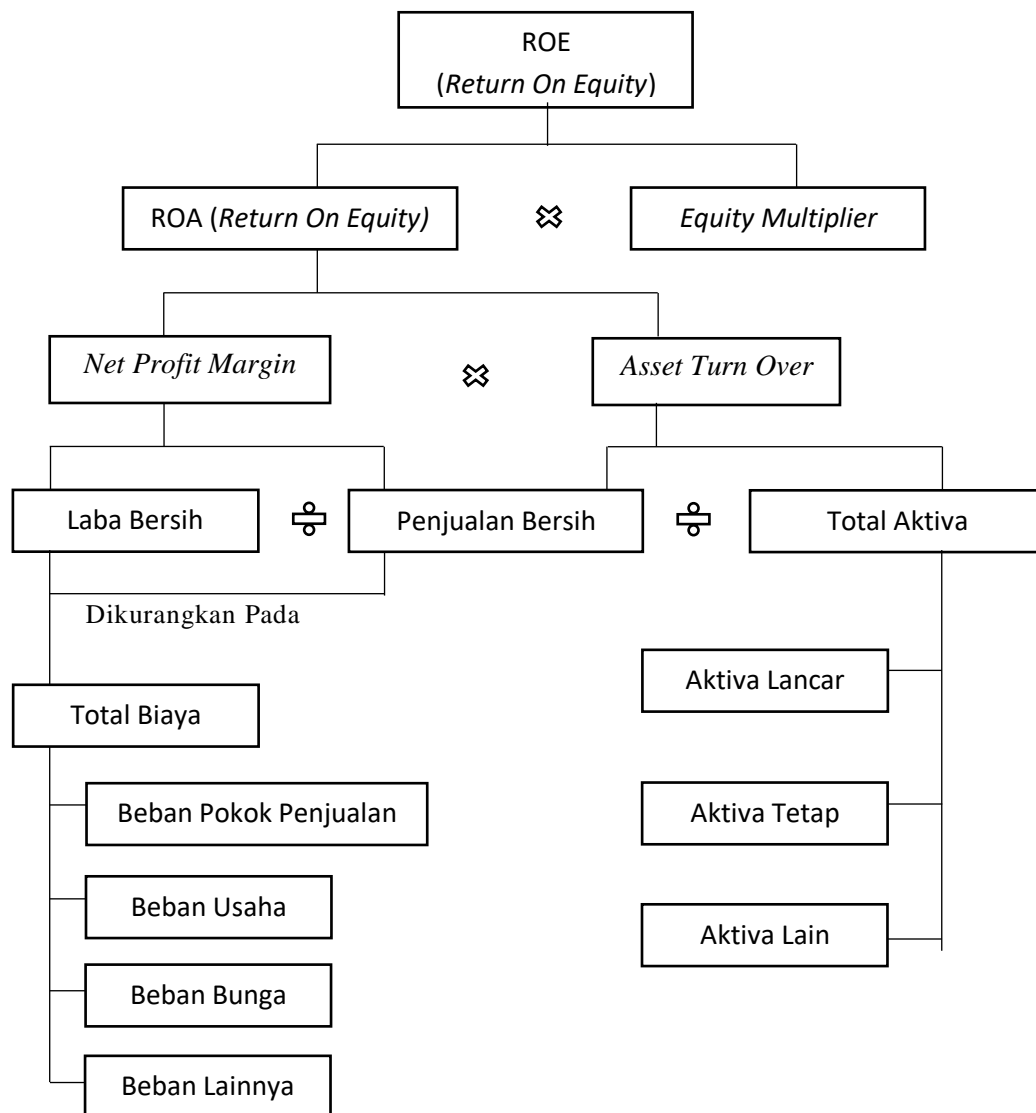 ROE
(Return On Equity)
ROA (Return On Equity)
Equity Multiplier
Net Profit Margin
Asset Turn Over
Laba Bersih
Penjualan Bersih
Total Aktiva
Dikurangkan Pada
Aktiva Lancar
Total Biaya
Beban Pokok Penjualan
Aktiva Tetap
Beban Usaha
Aktiva Lain
Beban Bunga
Beban Lainnya